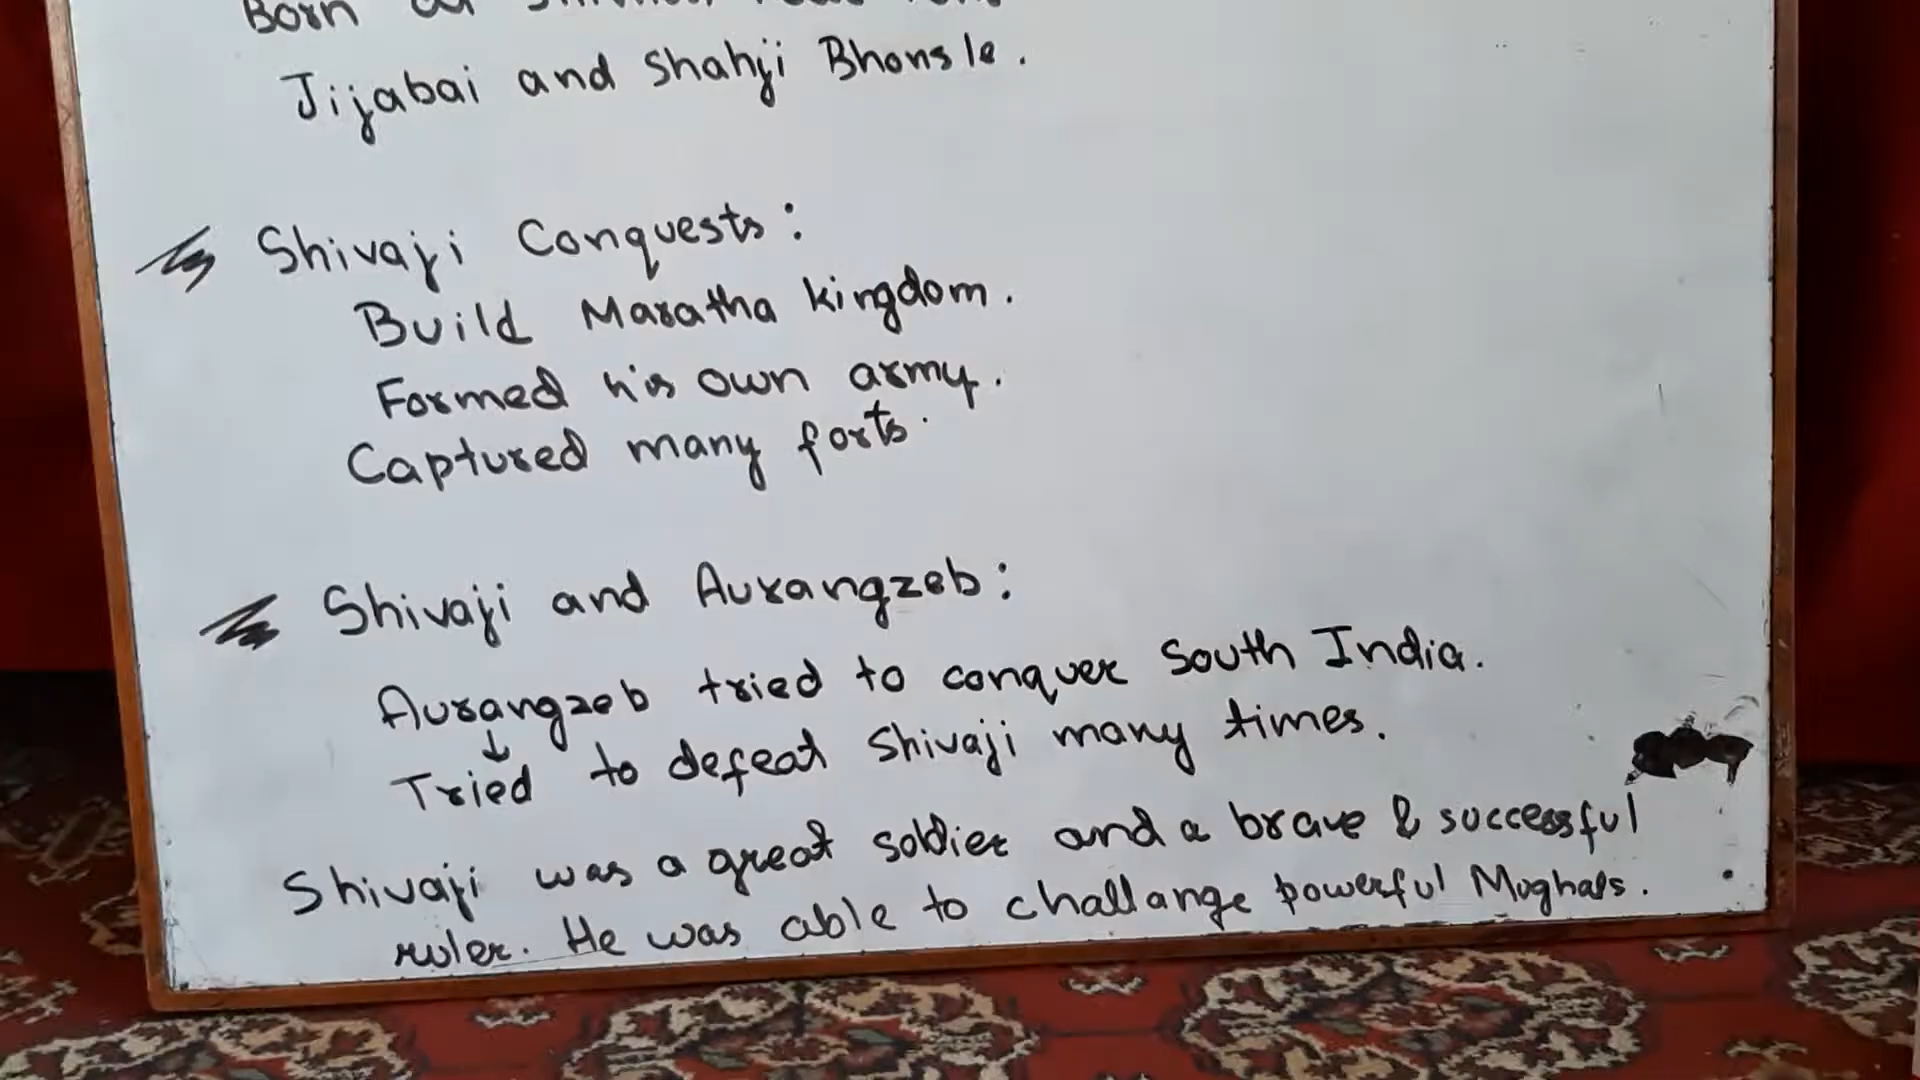 Born at
Jijabai and Shahji Bhonsle.
Shivaji Conquests:
Build Maratha kingdom.
Formed his own army.
Captured many forts.
Shivaji and Aurangzeb:
Aurangzeb tried to conquer South India.
↓
Tried to defeat Shivaji many times.
Shivaji was a great soldier and a brave & successful
ruler. He was able to challange powerful Mughals.